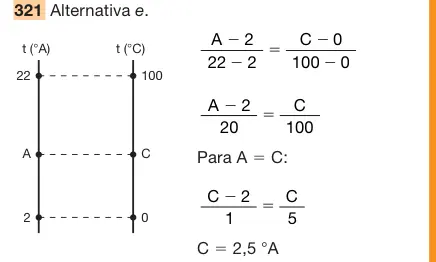 321 Alternativa e.
t (°A) t (°C)
22 100
A C
2 0
A − 2 / 22 − 2 = C − 0 / 100 − 0
A − 2 / 20 = C / 100
Para A = C:
C − 2 / 1 = C / 5
C = 2,5 °A